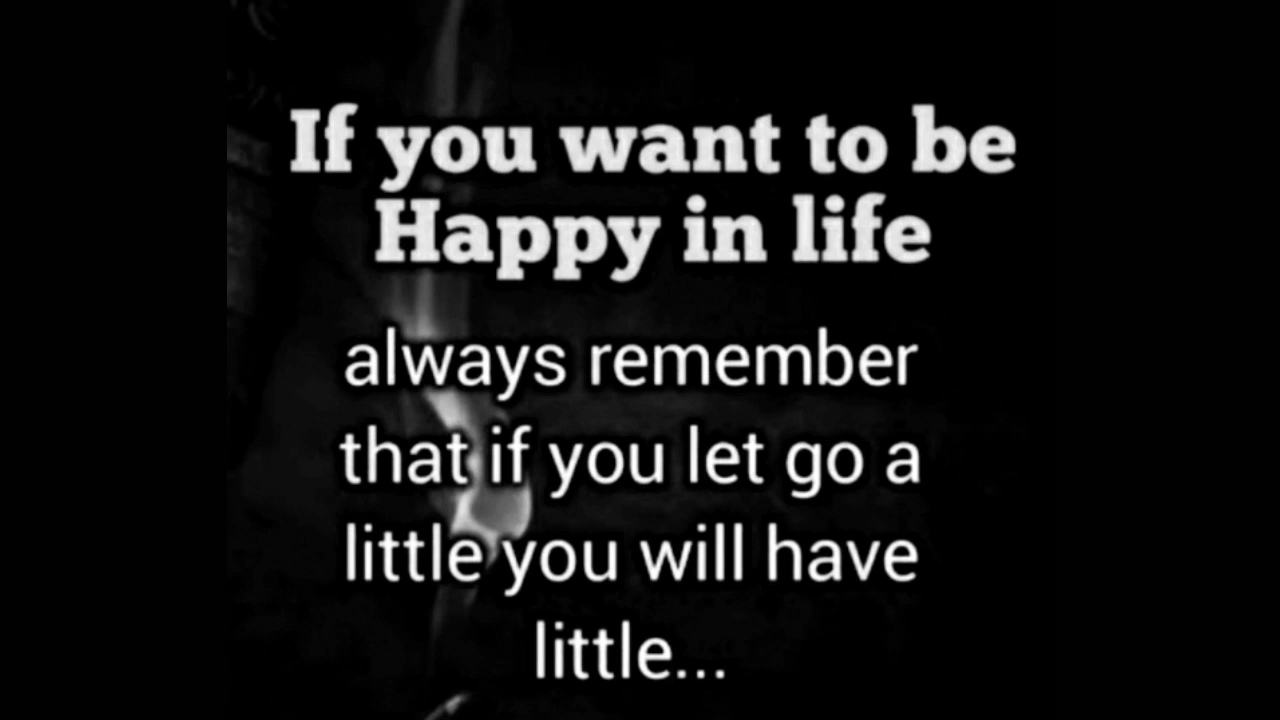 If you want to be
Happy in life
always remember
that if you let go a
little you will have
little...